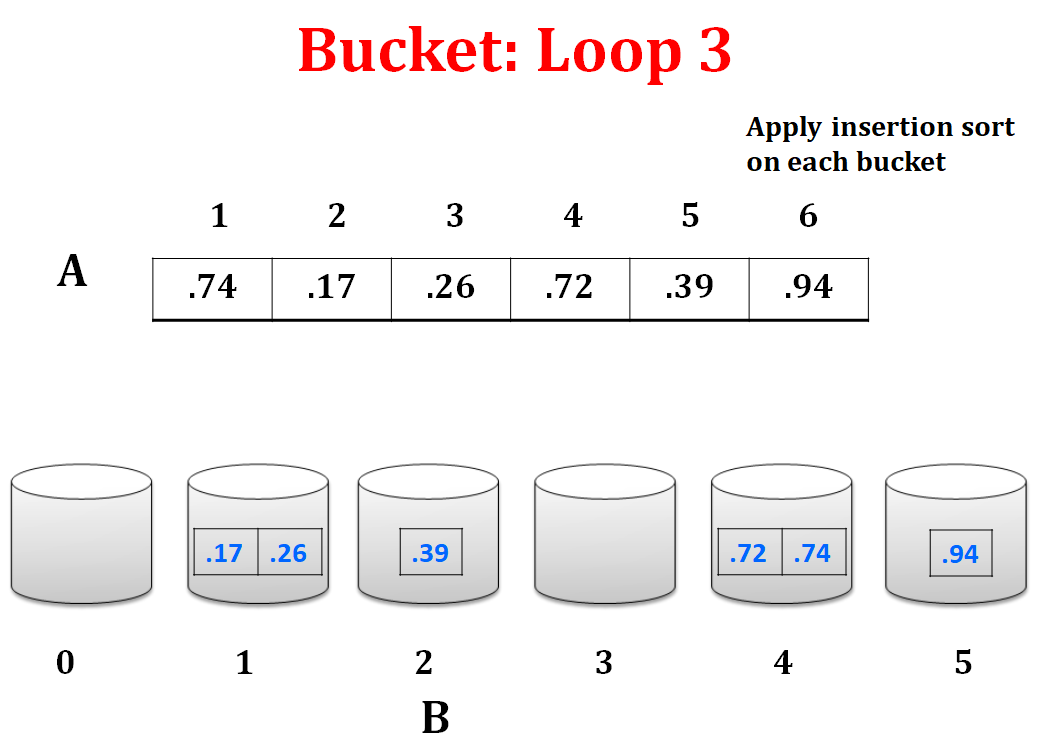 Bucket: Loop 3
Apply insertion sort
on each bucket
1 2 3 4 5 6
A
.74 .17 .26 .72 .39 .94
.17 .26 .39 .72 .74 .94
0 1 2 3 4 5
B